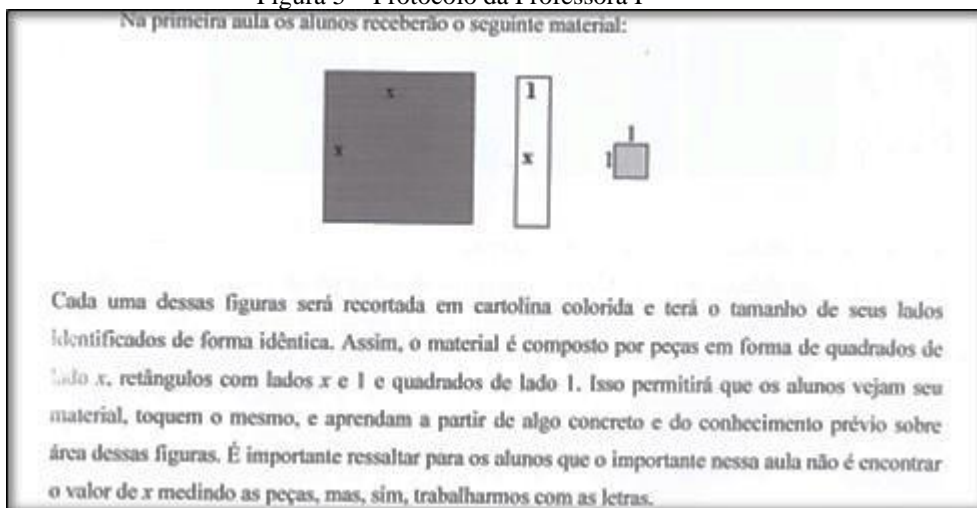 Figura 3 – Protocolo da Professora I
Na primeira aula os alunos receberão o seguinte material:
x
1
x
x
1
1
Cada uma dessas figuras será recortada em cartolina colorida e terá o tamanho de seus lados
identificados de forma idêntica. Assim, o material é composto por peças em forma de quadrados de
lado x, retângulos com lados x e 1 e quadrados de lado 1. Isso permitirá que os alunos vejam seu
material, toquem o mesmo, e aprendam a partir de algo concreto e do conhecimento prévio sobre
área dessas figuras. É importante ressaltar para os alunos que o importante nessa aula não é encontrar
o valor de x medindo as peças, mas, sim, trabalharmos com as letras.